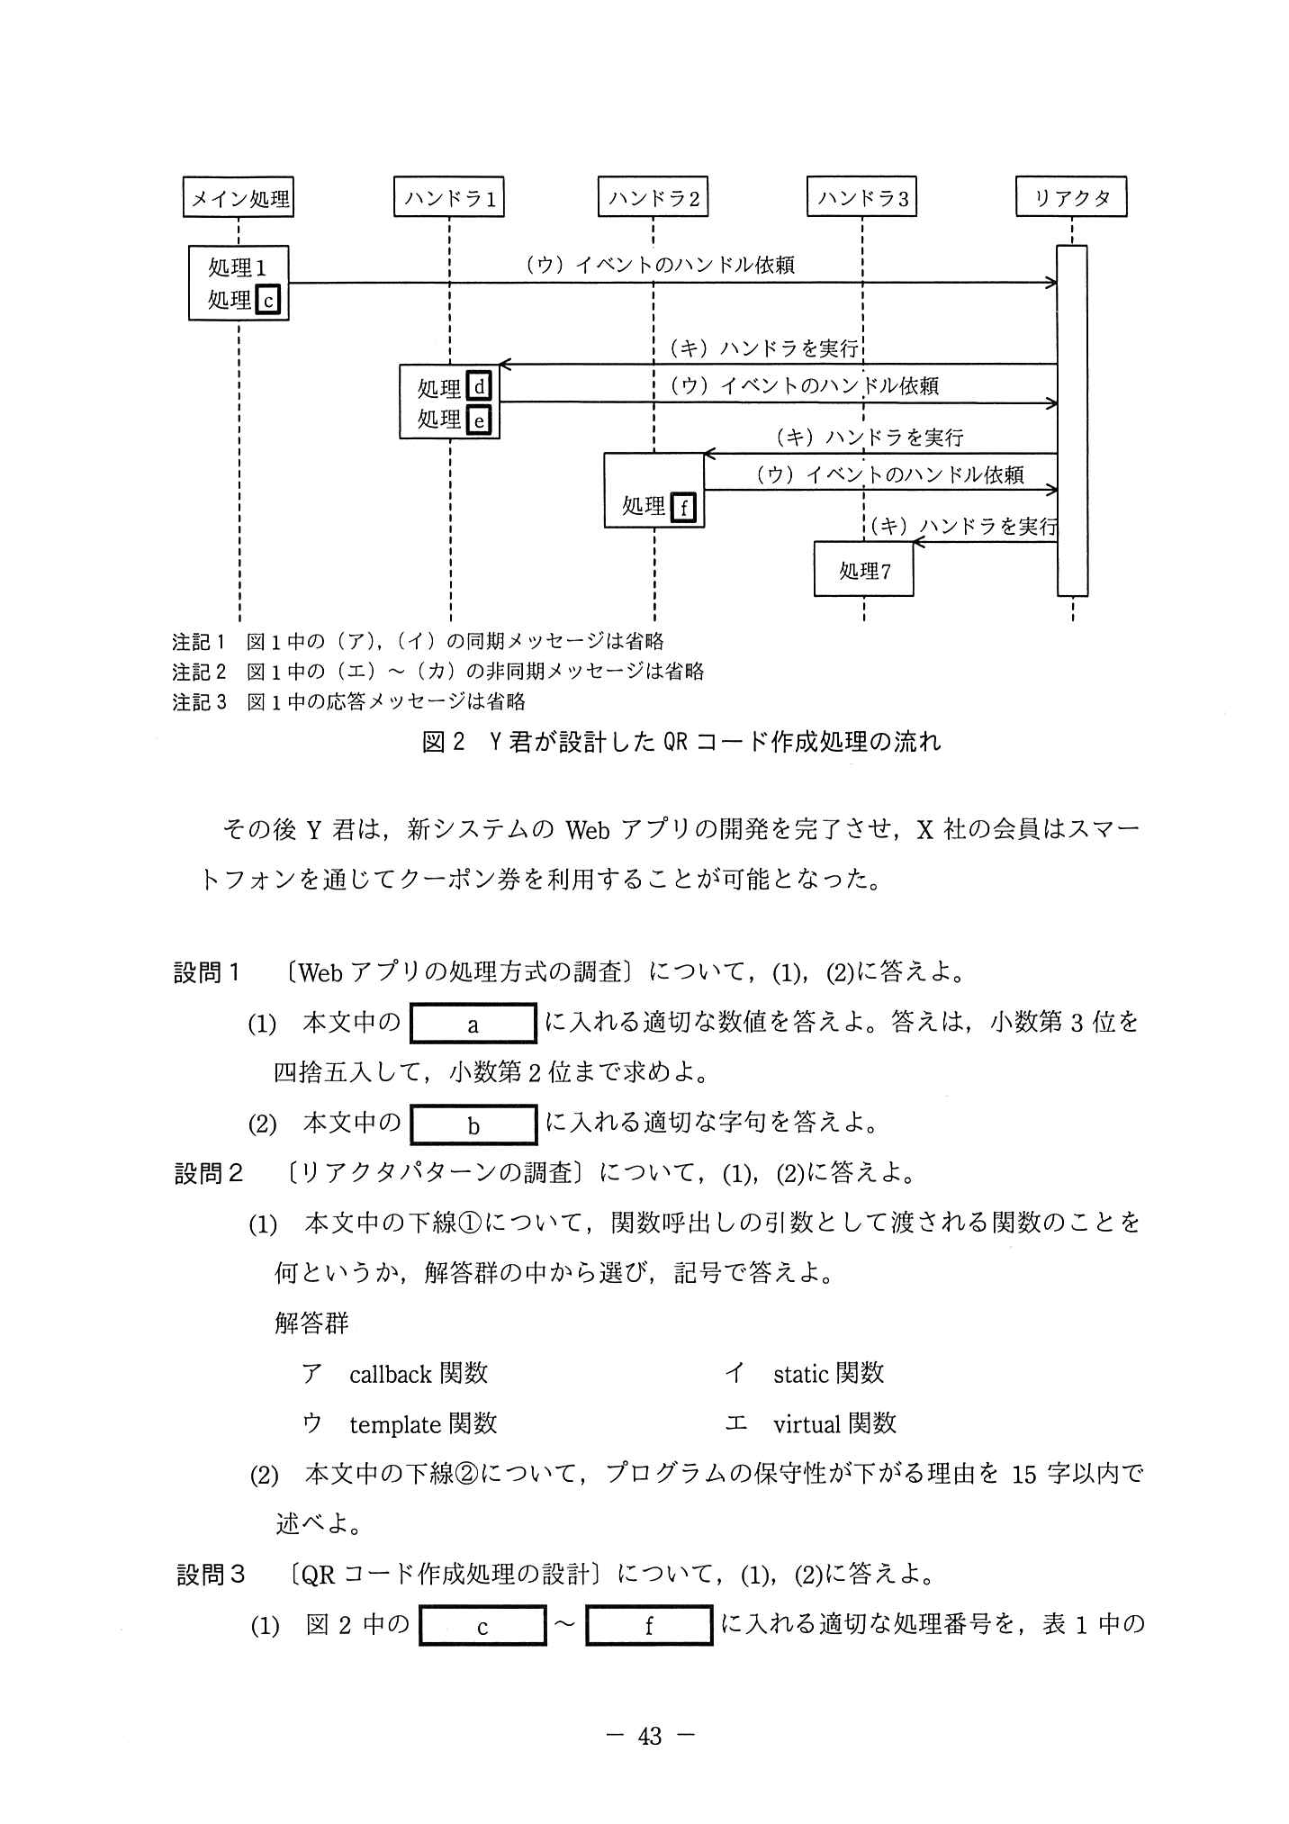 メイン処理 ハンドラ1 ハンドラ2 ハンドラ3 リアクタ
処理1
処理 c
（ウ）イベントのハンドル依頼
（キ）ハンドラを実行
処理 d
（ウ）イベントのハンドル依頼
処理 e
（キ）ハンドラを実行
（ウ）イベントのハンドル依頼
処理 f
（キ）ハンドラを実行
処理7
注記1 図1中の（ア），（イ）の同期メッセージは省略
注記2 図1中の（エ）～（カ）の非同期メッセージは省略
注記3 図1中の応答メッセージは省略
図2 Y君が設計したQRコード作成処理の流れ
その後Y君は，新システムのWebアプリの開発を完了させ，X社の会員はスマー
トフォンを通じてクーポン券を利用することが可能となった。
設問1 〔Webアプリの処理方式の調査〕について，(1)，(2)に答えよ。
(1) 本文中の a に入れる適切な数値を答えよ。答えは，小数第3位を
四捨五入して，小数第2位まで求めよ。
(2) 本文中の b に入れる適切な字句を答えよ。
設問2 〔リアクタパターンの調査〕について，(1)，(2)に答えよ。
(1) 本文中の下線①について，関数呼出しの引数として渡される関数のことを
何というか，解答群の中から選び，記号で答えよ。
解答群
ア callback関数 イ static関数
ウ template関数 エ virtual関数
(2) 本文中の下線②について，プログラムの保守性が下がる理由を15字以内で
述べよ。
設問3 〔QRコード作成処理の設計〕について，(1)，(2)に答えよ。
(1) 図2中の c ～ f に入れる適切な処理番号を，表1中の
－ 43 －